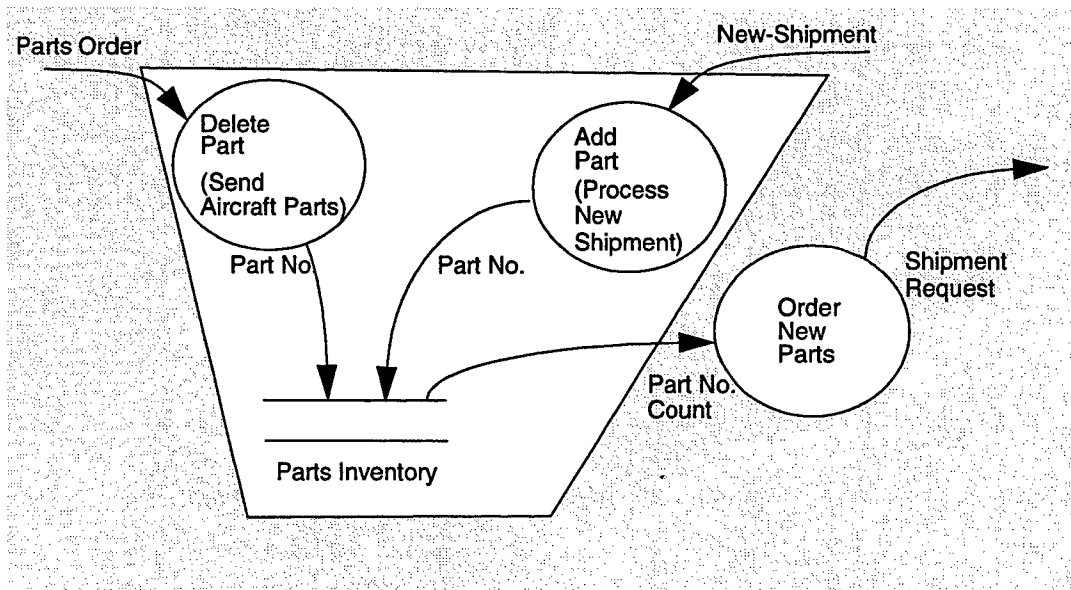 Parts Order
New-Shipment
Delete
Part
(Send
Aircraft Parts)
Add
Part
(Process
New
Shipment)
Part No.
Part No.
Shipment
Request
Order
New
Parts
Part No.
Count
Parts Inventory